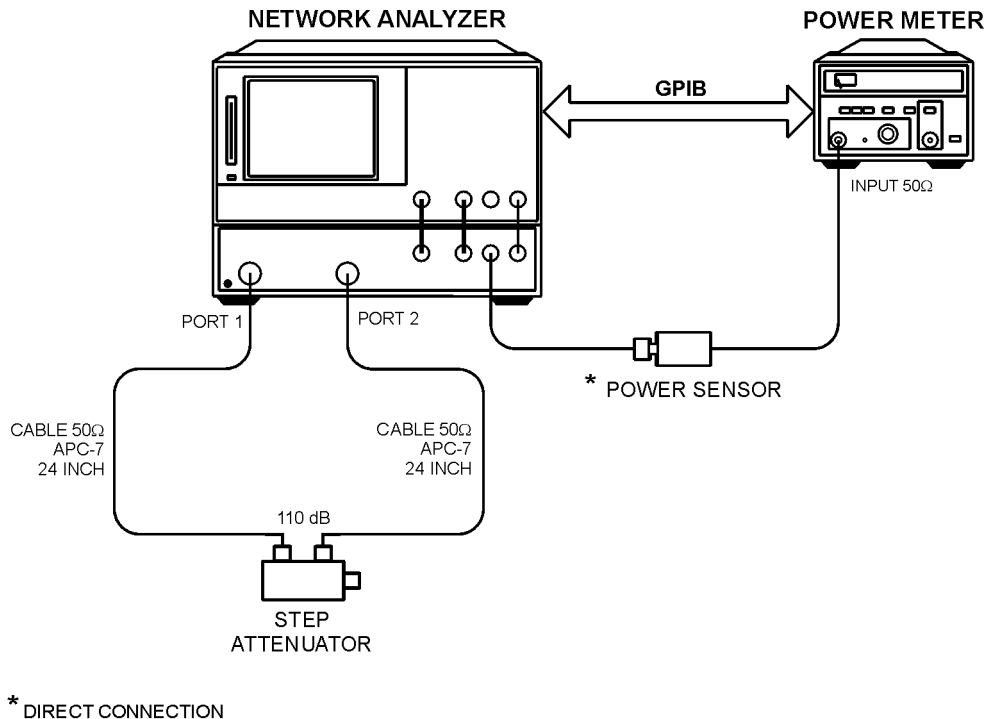 NETWORK ANALYZER
POWER METER
GPIB
INPUT 50Ω
PORT 1
PORT 2
* POWER SENSOR
CABLE 50Ω
APC-7
24 INCH
CABLE 50Ω
APC-7
24 INCH
110 dB
STEP
ATTENUATOR
* DIRECT CONNECTION